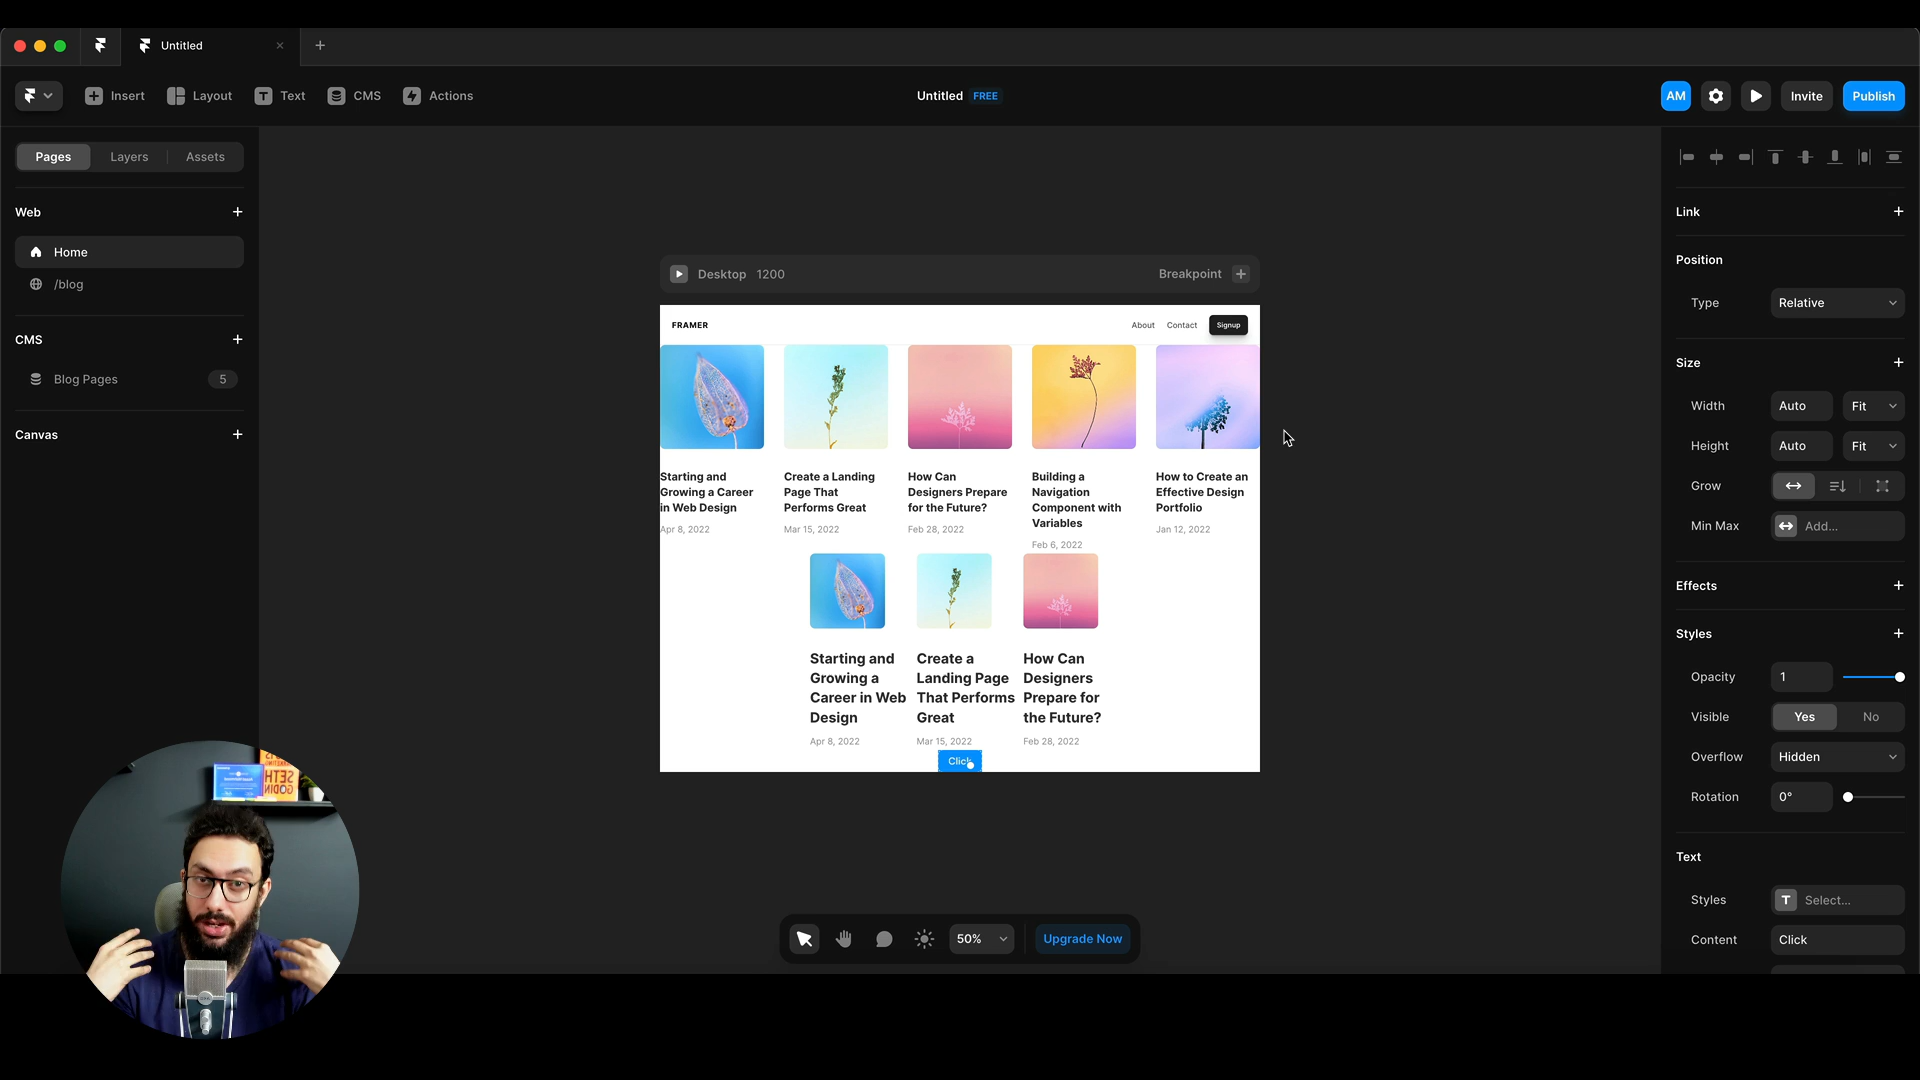 Untitled
Insert
Layout
Text
CMS
Actions
Untitled FREE
AM
Invite
Publish
Pages
Layers
Assets
Web
Home
/blog
CMS
Blog Pages
5
Canvas
Desktop 1200
Breakpoint
FRAMER
About
Contact
Signup
Starting and
Growing a Career
in Web Design
Apr 8, 2022
Create a Landing
Page That
Performs Great
Mar 15, 2022
How Can
Designers Prepare
for the Future?
Feb 28, 2022
Building a
Navigation
Component with
Variables
Feb 6, 2022
How to Create an
Effective Design
Portfolio
Jan 12, 2022
Starting and
Growing a
Career in Web
Design
Apr 8, 2022
Create a
Landing Page
That Performs
Great
Mar 15, 2022
How Can
Designers
Prepare for
the Future?
Feb 28, 2022
Click
50%
Upgrade Now
Link
Position
Type
Relative
Size
Width
Auto
Fit
Height
Auto
Fit
Grow
Min Max
Add...
Effects
Styles
Opacity
1
Visible
Yes
No
Overflow
Hidden
Rotation
0°
Text
Styles
T
Select...
Content
Click
SETH
GODIN